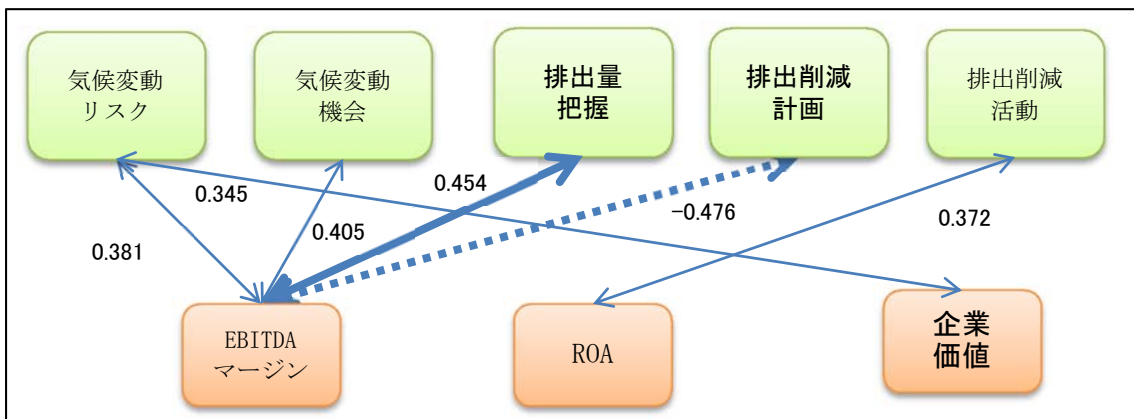 気候変動
リスク
気候変動
機会
排出量
把握
排出削減
計画
排出削減
活動
0.345
0.454
-0.476
0.372
0.381
0.405
EBITDA
マージン
ROA
企業
価値